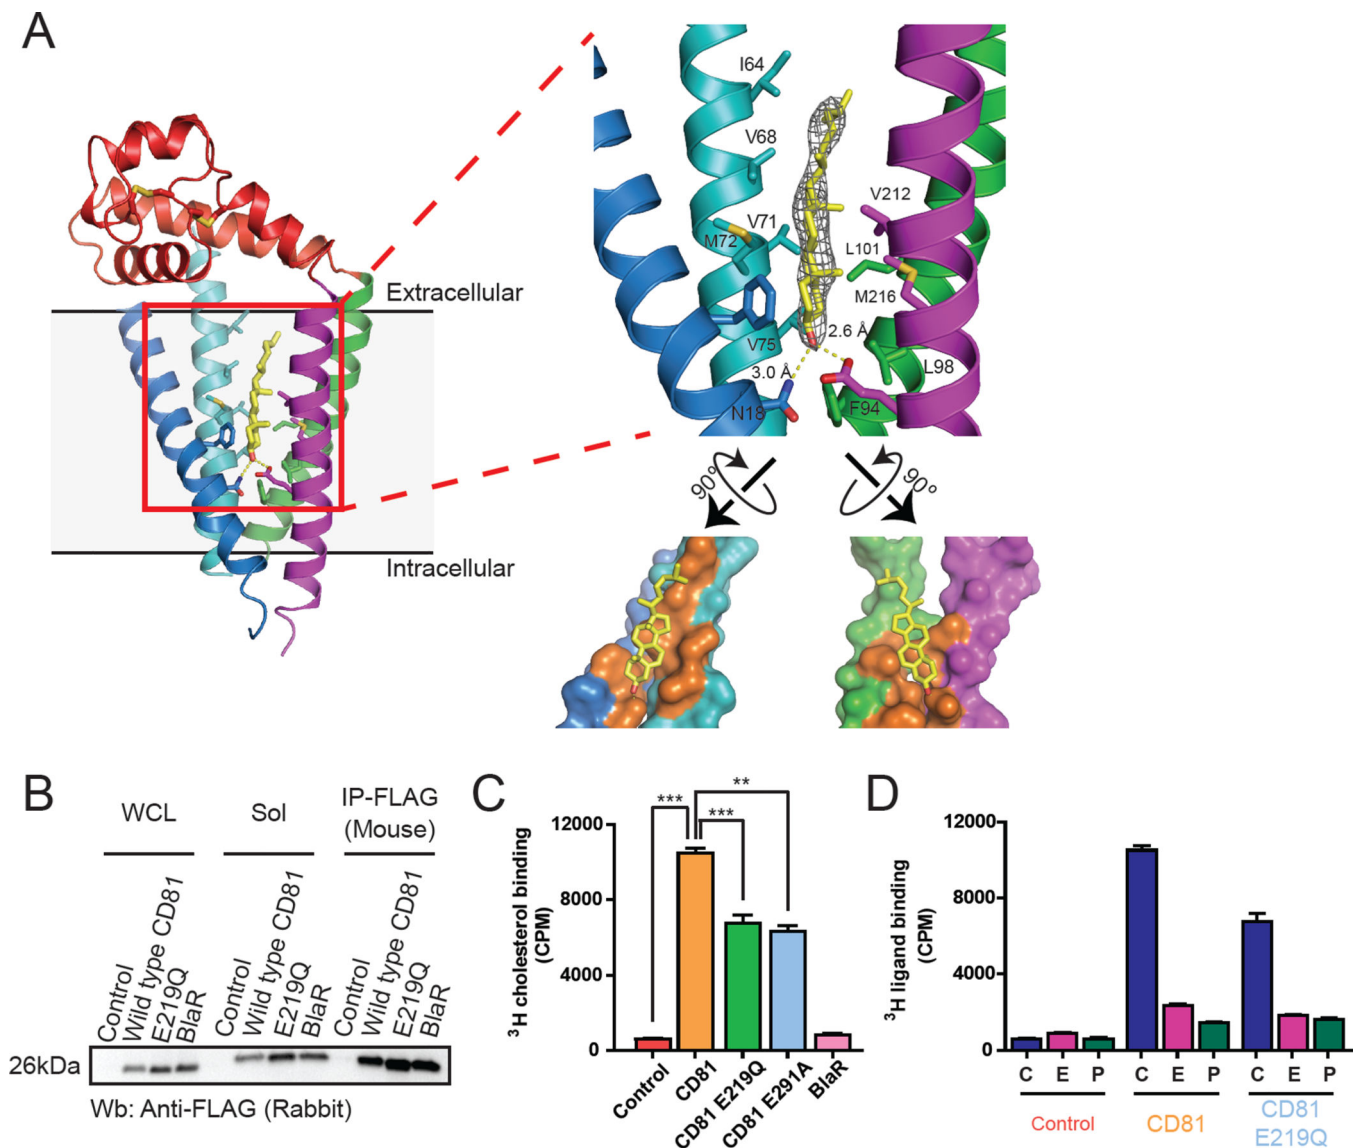 A
Extracellular
Intracellular
I64
V68
V71
M72
V75
V212
L101
M216
2.6 Å
3.0 Å
L98
N18
F94
90°
90°
B
WCL
Sol
IP-FLAG
(Mouse)
Control
Wild type CD81
E219Q
BlaR
Control
Wild type CD81
E219Q
BlaR
Control
Wild type CD81
E219Q
BlaR
26kDa
Wb: Anti-FLAG (Rabbit)
C
³H cholesterol binding
(CPM)
12000
8000
4000
0
***
**
***
Control
CD81
CD81 E219Q
CD81 E291A
BlaR
D
³H ligand binding
(CPM)
12000
8000
4000
0
C E P C E P C E P
Control
CD81
CD81
E219Q